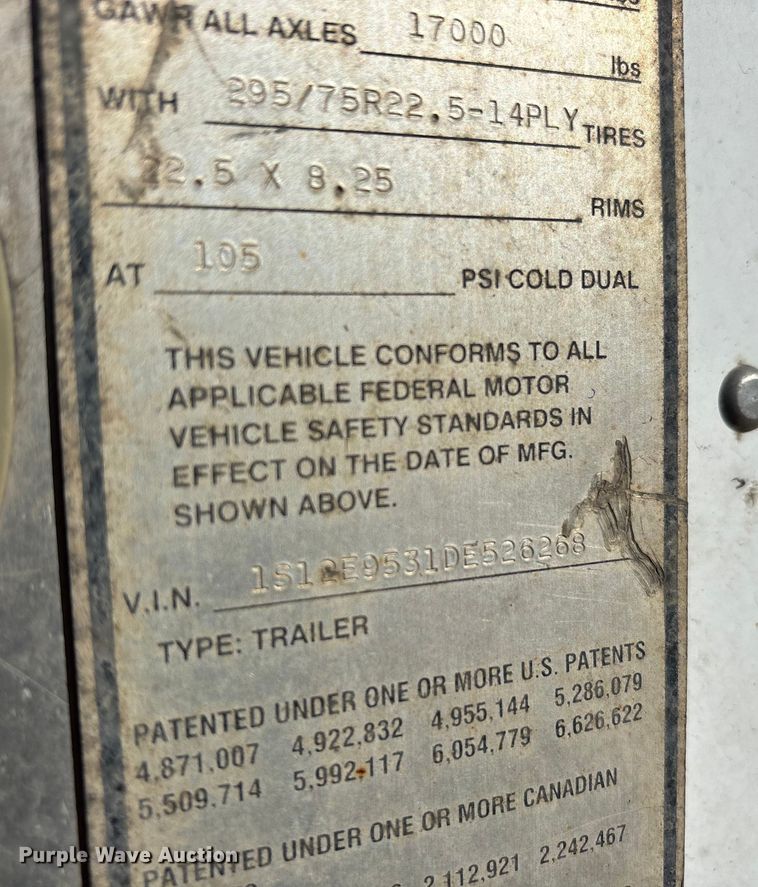 GAWR ALL AXLES 17000 lbs
WITH 295/75R22.5-14PLY TIRES
22.5 X 8.25 RIMS
AT 105 PSI COLD DUAL
THIS VEHICLE CONFORMS TO ALL
APPLICABLE FEDERAL MOTOR
VEHICLE SAFETY STANDARDS IN
EFFECT ON THE DATE OF MFG.
SHOWN ABOVE.
V.I.N. 1S12E9531DE526268
TYPE: TRAILER
PATENTED UNDER ONE OR MORE U.S. PATENTS
4,871,007 4,922,832 4,955,144 5,286,079
5,509,714 5,992,117 6,054,779 6,626,622
PATENTED UNDER ONE OR MORE CANADIAN
2,112,921 2,242,467
Purple Wave Auction